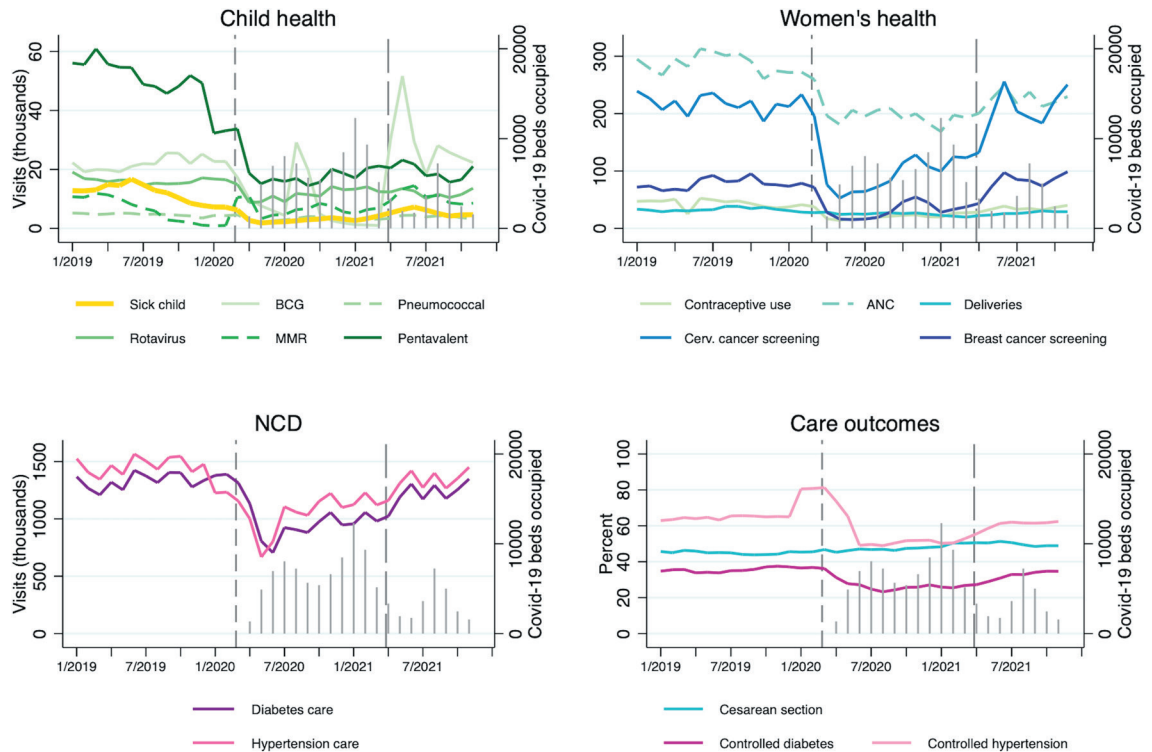 Child health
Visits (thousands)
60
40
20
0
20000
10000
0
Covid-19 beds occupied
1/2019 7/2019 1/2020 7/2020 1/2021 7/2021
Sick child BCG Pneumococcal
Rotavirus MMR Pentavalent
Women's health
300
200
100
0
20000
10000
0
Covid-19 beds occupied
1/2019 7/2019 1/2020 7/2020 1/2021 7/2021
Contraceptive use ANC Deliveries
Cerv. cancer screening Breast cancer screening
NCD
Visits (thousands)
1500
1000
500
0
20000
10000
0
Covid-19 beds occupied
1/2019 7/2019 1/2020 7/2020 1/2021 7/2021
Diabetes care
Hypertension care
Care outcomes
Percent
100
80
60
40
20
0
20000
10000
0
Covid-19 beds occupied
1/2019 7/2019 1/2020 7/2020 1/2021 7/2021
Cesarean section
Controlled diabetes Controlled hypertension